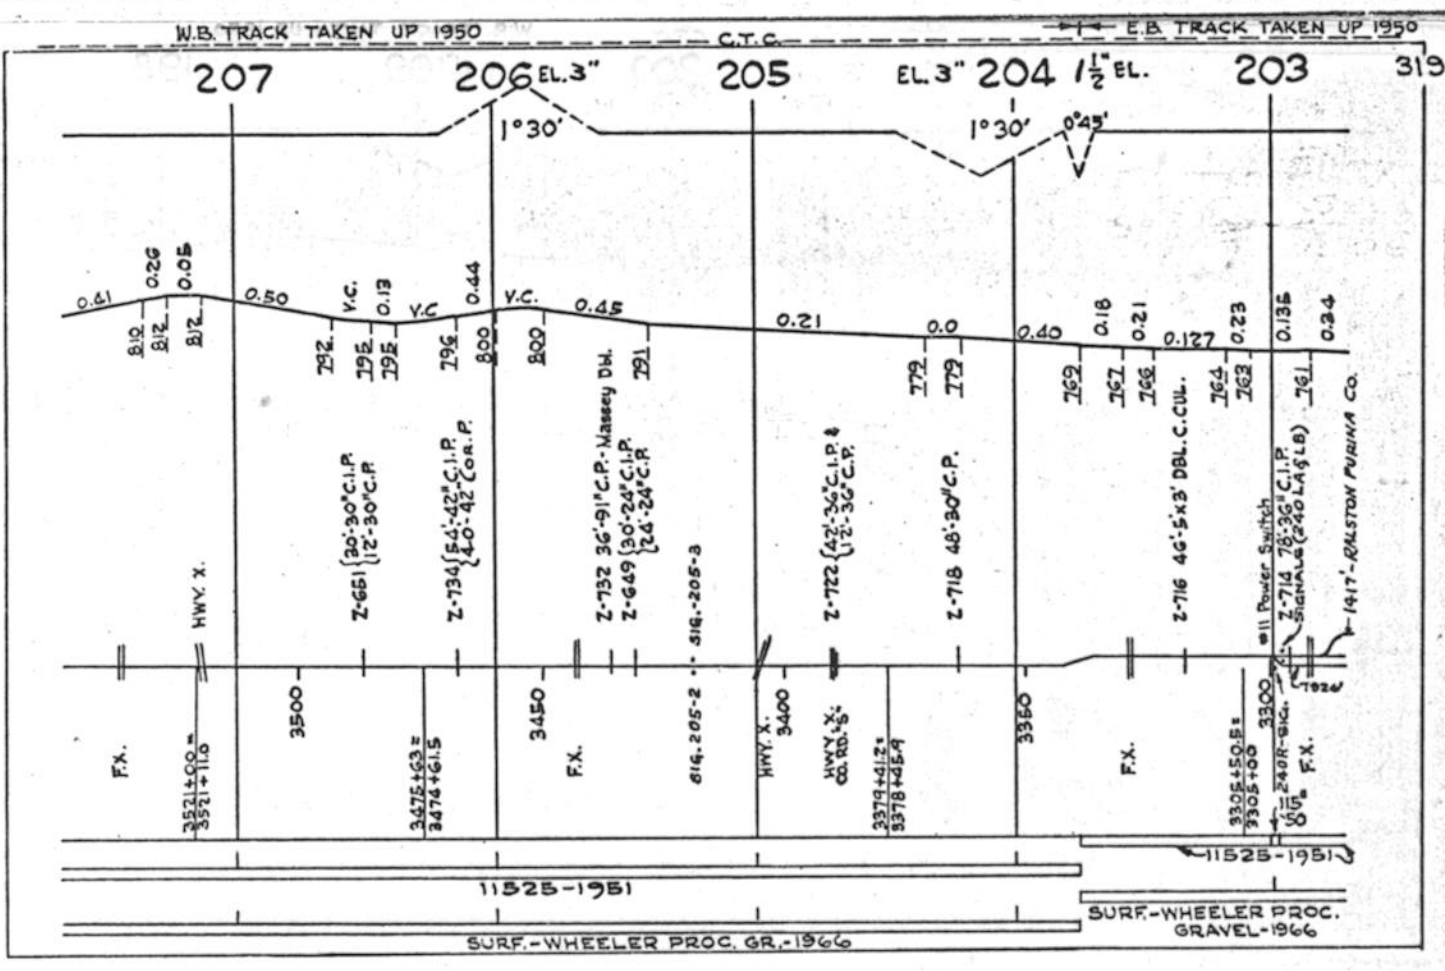 W.B. TRACK TAKEN UP 1950
C.T.C.
E.B. TRACK TAKEN UP 1950
207 206 EL. 3" 205 EL. 3" 204 1½" EL. 203 319
1°30' 1°30' 0°45'
0.41 0.26 0.05 0.50 V.C. 0.13 V.C 0.44 V.C. 0.45 0.21 0.0 0.40 0.18 0.21 0.127 0.23 0.135 0.34
810 812 812 792 795 795 796 800 800 791 779 779 769 767 766 764 763 761
HWY. X.
Z-651 {30'-30" C.I.P.
{12'-30" C.P.
Z-734 {54'-42" C.I.P.
{40'-42 COR. P.
Z-732 36'-91" C.P.-Massey Dbl.
Z-649 {30'-24" C.I.P.
{24'-24" C.P.
SIG. 205-2 SIG.-205-3
Z-722 {42'-36" C.I.P. &
{12'-36" C.P.
Z-718 48'-30" C.P.
Z-716 46'-5'x3' DBL. C. CUL.
#11 Power Switch
Z-714 78'-36" C.I.P.
SIGNALS (240LA & LB)
1417'-RALSTON PURINA CO.
F.X.
3521+00 =
3521+11.0
3500
3475+63 =
3474+61.5
3450
F.X.
HWY. X.
3400
HWY. X.
CO. RD. "S"
3379+41.2 =
3378+45.9
3350
F.X.
3305+50.5 =
3305+00
3300
240R-SIG.
115"
50'
F.X.
11525-1951
11525-1951
SURF.-WHEELER PROC.
GRAVEL-1966
SURF.-WHEELER PROC. GR.-1966